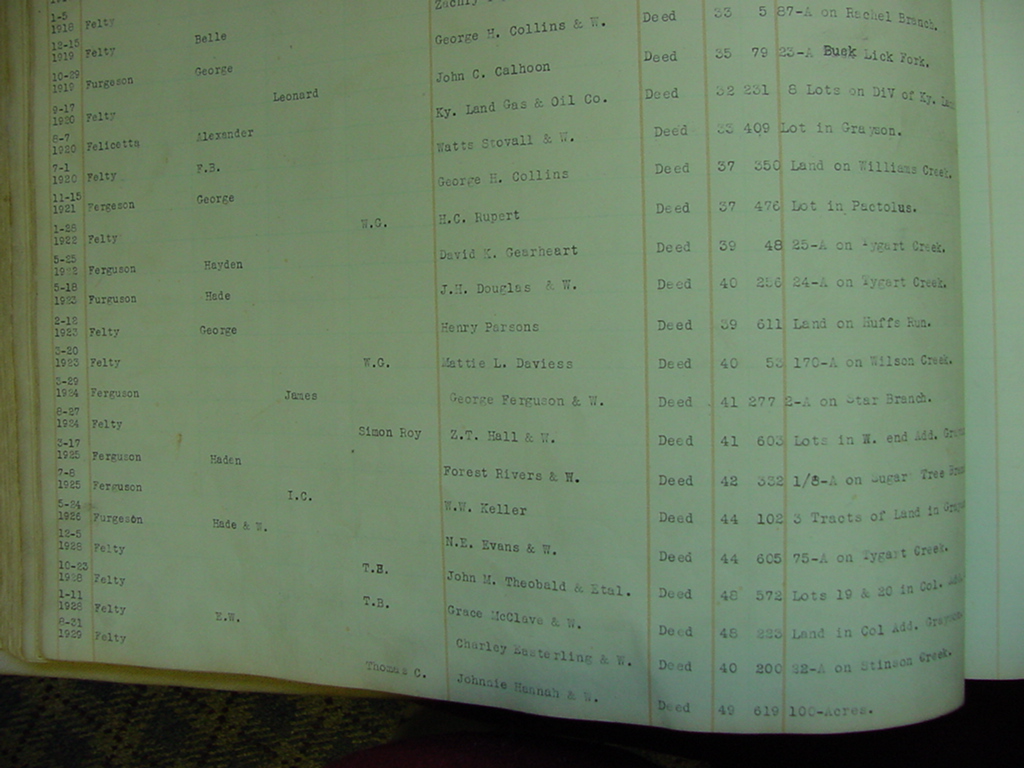 1-5
1918 Felty
12-15
1919 Felty Belle
10-29
1919 Furgeson George George H. Collins & W. Deed 33 5 87-A on Rachel Branch.
9-17
1920 Felty Leonard John C. Calhoon Deed 35 79 23-A Buck Lick Fork.
8-7
1920 Felicetta Alexander Ky. Land Gas & Oil Co. Deed 32 231 8 Lots on DiV of Ky.
7-1
1920 Felty F.B. Watts Stovall & W. Deed 33 409 Lot in Grayson.
11-15
1921 Fergeson George George H. Collins Deed 37 350 Land on Williams Creek.
1-28
1922 Felty W.G. H.C. Rupert Deed 37 476 Lot in Pactolus.
5-25
1922 Ferguson Hayden David K. Gearheart Deed 39 48 25-A on Tygart Creek.
5-18
1923 Furguson Hade J.H. Douglas & W. Deed 40 256 24-A on Tygart Creek.
2-12
1923 Felty George Henry Parsons Deed 39 611 Land on Huffs Run.
3-20
1923 Felty W.G. Mattie L. Daviess Deed 40 53 170-A on Wilson Creek.
3-29
1924 Ferguson James George Ferguson & W. Deed 41 277 2-A on Star Branch.
8-27
1924 Felty Simon Roy Z.T. Hall & W. Deed 41 603 Lots in W. end Add.
3-17
1925 Ferguson Haden Forest Rivers & W. Deed 42 332 1/8-A on Sugar Tree
7-8
1925 Ferguson I.C. W.W. Keller Deed 44 102 3 Tracts of Land in
5-24
1926 Furgeson Hade & W. N.E. Evans & W. Deed 44 605 75-A on Tygart Creek.
12-5
1928 Felty T.B. John M. Theobald & Etal. Deed 48 572 Lots 19 & 20 in Col.
10-23
1928 Felty T.B. Grace McClave & W. Deed 48 223 Land in Col Add.
1-11
1928 Felty E.W. Charley Easterling & W. Deed 40 200 22-A on Stinson Creek.
8-31
1929 Felty Thomas C. Johnnie Hannah & W. Deed 49 619 100-Acres.